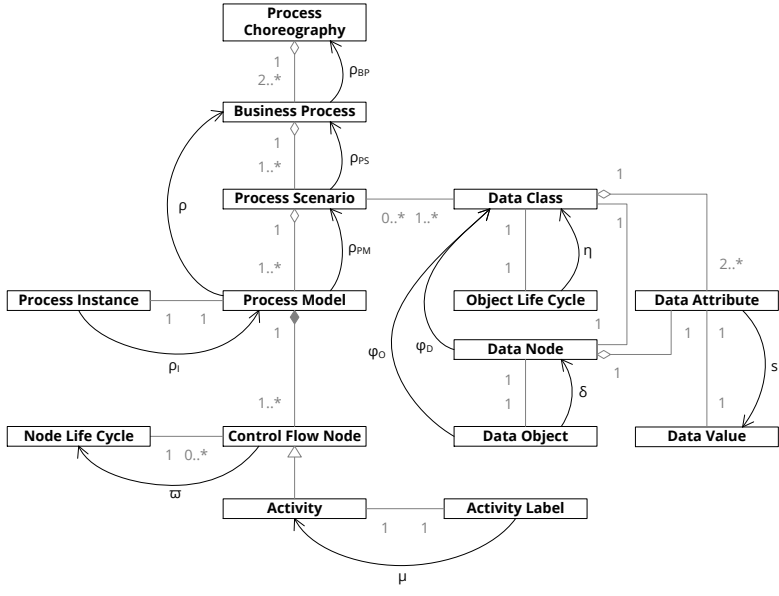 Process
Choreography
1
2..*
ρBP
Business Process
1
1..*
ρPS
ρ
Process Scenario
0..* 1..*
Data Class
1
1
1..*
ρPM
1
1
η
1
2..*
Process Instance
1 1
Process Model
Object Life Cycle
Data Attribute
ρI
1
φO
φD
1
Data Node
1
1
1
1
1
δ
s
1..*
1
Node Life Cycle
1 0..*
Control Flow Node
Data Object
Data Value
ϖ
Activity
1 1
Activity Label
μ